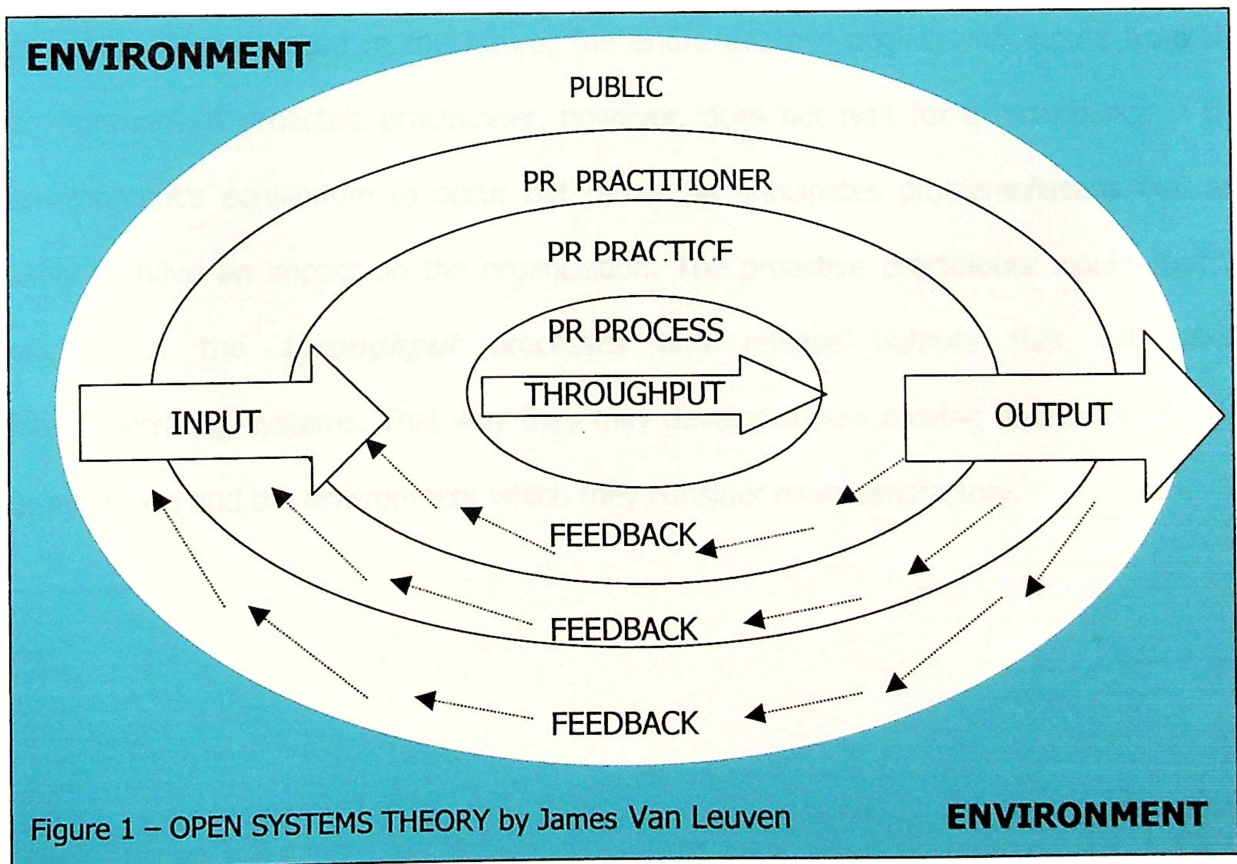 ENVIRONMENT
PUBLIC
PR PRACTITIONER
PR PRACTICE
PR PROCESS
THROUGHPUT
INPUT
OUTPUT
FEEDBACK
FEEDBACK
FEEDBACK
Figure 1 – OPEN SYSTEMS THEORY by James Van Leuven
ENVIRONMENT